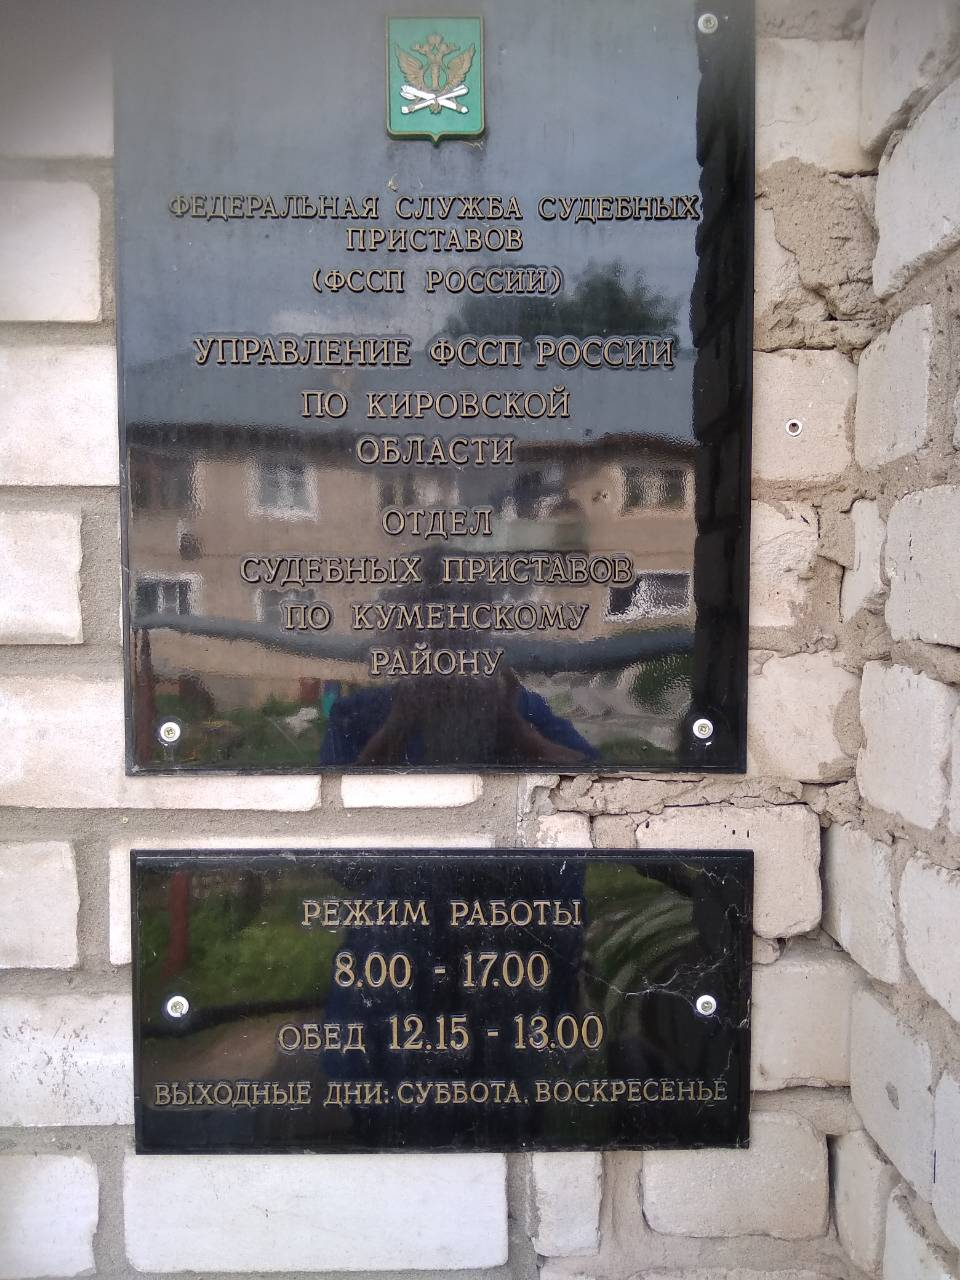 ФЕДЕРАЛЬНАЯ СЛУЖБА СУДЕБНЫХ
ПРИСТАВОВ
(ФССП РОССИИ)
УПРАВЛЕНИЕ ФССП РОССИИ
ПО КИРОВСКОЙ
ОБЛАСТИ
ОТДЕЛ
СУДЕБНЫХ ПРИСТАВОВ
ПО КУМЕНСКОМУ
РАЙОНУ
РЕЖИМ РАБОТЫ
8.00 - 17.00
ОБЕД 12.15 - 13.00
ВЫХОДНЫЕ ДНИ: СУББОТА, ВОСКРЕСЕНЬЕ